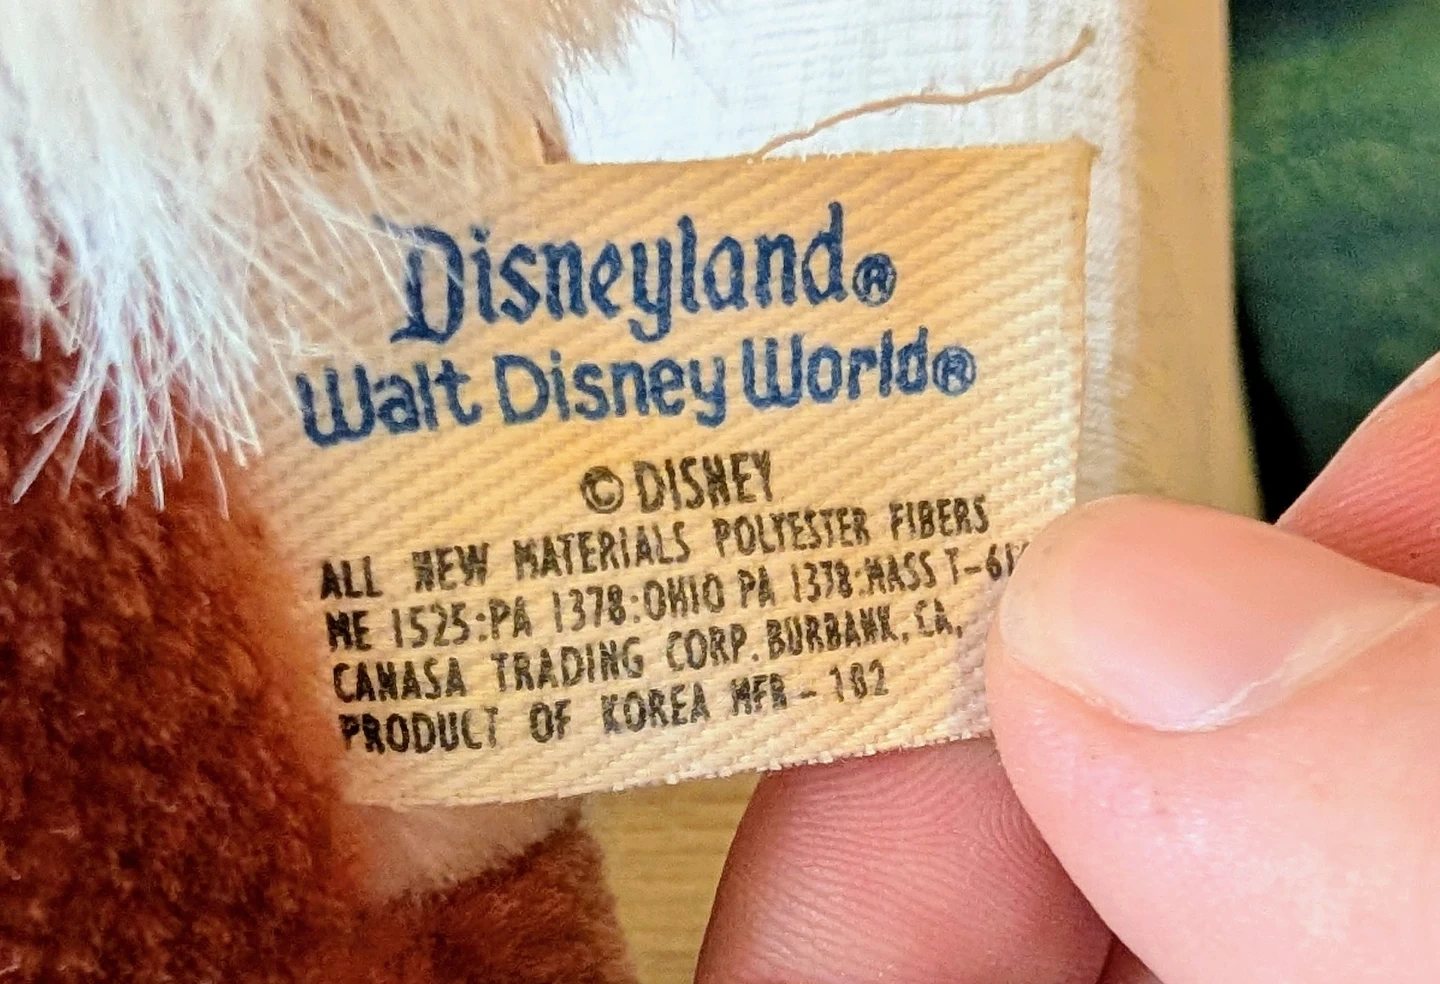 Disneyland®
Walt Disney World®
© DISNEY
ALL NEW MATERIALS POLYESTER FIBERS
ME 1525:PA 1378:OHIO PA 1378:MASS T-61
CANASA TRADING CORP. BURBANK, CA,
PRODUCT OF KOREA MFR - 182